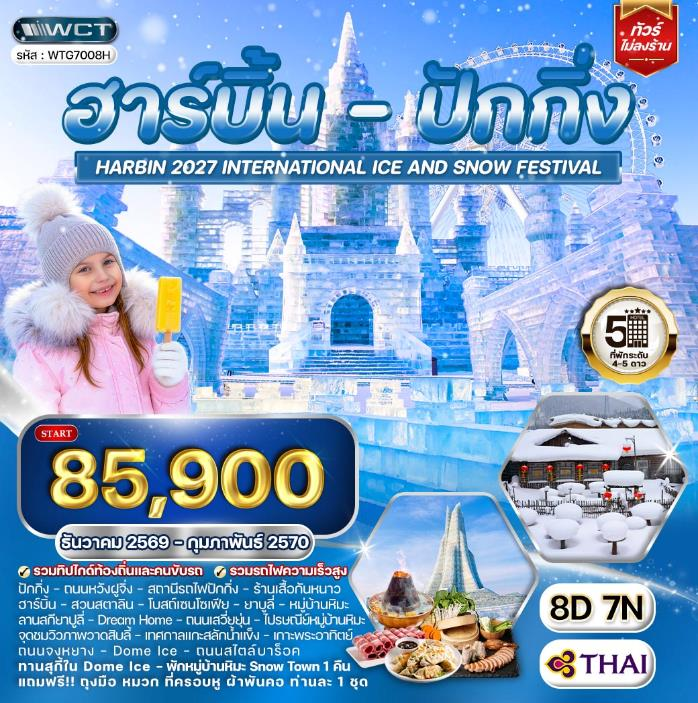 WCT
รหัส : WTG7008H
ทัวร์
ไม่ลงร้าน
ฮาร์บิ้น - ปักกิ่ง
HARBIN 2027 INTERNATIONAL ICE AND SNOW FESTIVAL
5
HOTEL
ที่พักระดับ
4-5 ดาว
START
85,900
ธันวาคม 2569 - กุมภาพันธ์ 2570
รวมทิปไกด์ท้องถิ่นและคนขับรถ รวมรถไฟความเร็วสูง
ปักกิ่ง - ถนนหวังฝูจิ่ง - สถานีรถไฟปักกิ่ง - ร้านเสื้อกันหนาว
ฮาร์บิ้น - สวนสตาลิน - โบสถ์เซนโซเฟีย - ยาบูลี่ - หมู่บ้านหิมะ
ลานสกียาปูลี่ - Dream Home - ถนนเสวี่ยยุ่น - ไปรษณีย์หมู่บ้านหิมะ
จุดชมวิวภาพวาดสิบลี้ - เทศกาลแกะสลักน้ำแข็ง - เกาะพระอาทิตย์
ถนนจงหยาง - Dome Ice - ถนนสไตล์บาร็อค
ทานสุกี้ใน Dome Ice - พักหมู่บ้านหิมะ Snow Town 1 คืน
แถมฟรี!! ถุงมือ หมวก ที่ครอบหู ผ้าพันคอ ท่านละ 1 ชุด
8D 7N
THAI